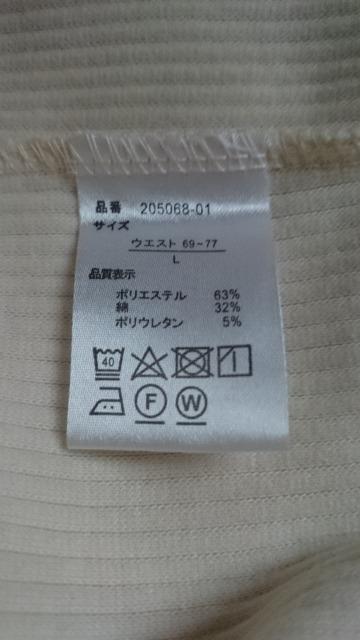 品番 205068-01
サイズ
ウエスト 69~77
L
品質表示
ポリエステル 63%
綿 32%
ポリウレタン 5%
40
F W